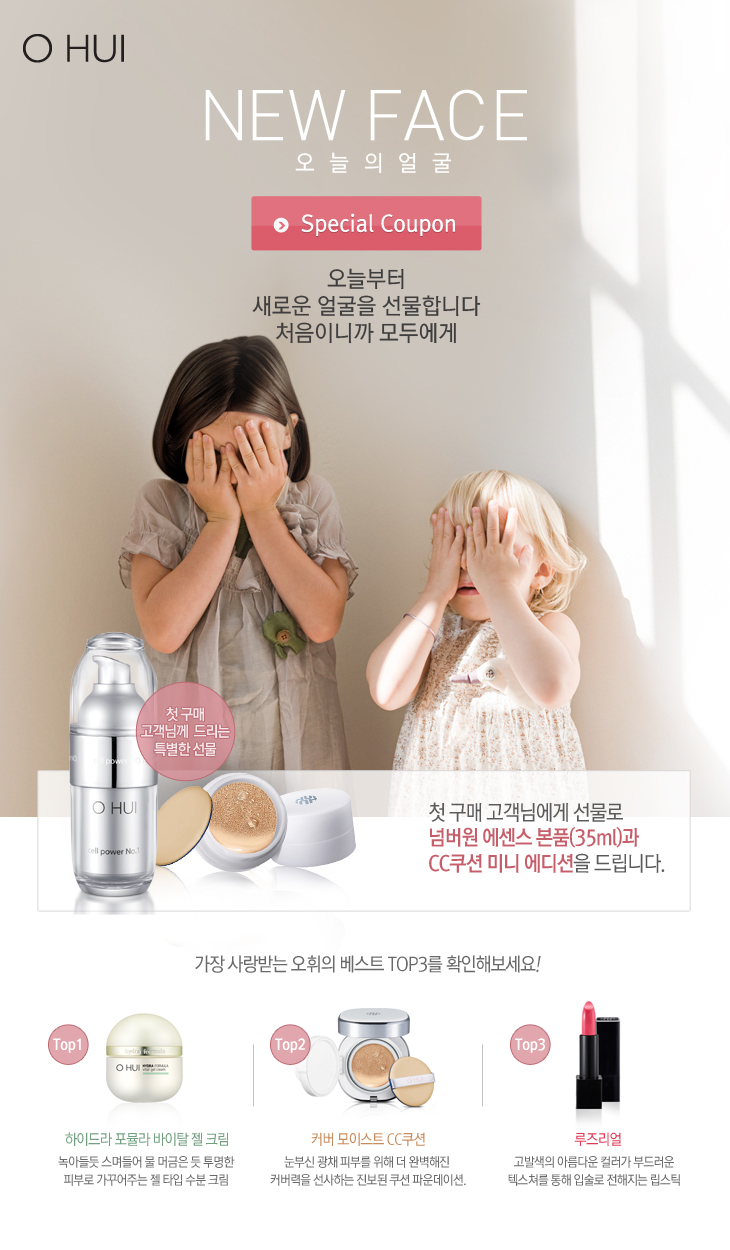 O HUI
NEW FACE
오늘의얼굴
Special Coupon
오늘부터
새로운 얼굴을 선물합니다
처음이니까 모두에게
첫 구매
고객님께 드리는
특별한 선물
cell power
O HUI
cell power No.1
첫 구매 고객님에게 선물로
넘버원 에센스 본품(35ml)과
CC쿠션 미니 에디션을 드립니다.
가장 사랑받는 오휘의 베스트 TOP3를 확인해보세요!
Top1
O HUI HYDRA FORMULA
하이드라 포뮬라 바이탈 젤 크림
녹아들듯 스며들어 물 머금은 듯 투명한
피부로 가꾸어주는 젤 타입 수분 크림
Top2
커버 모이스트 CC쿠션
눈부신 광채 피부를 위해 더 완벽해진
커버력을 선사하는 진보된 쿠션 파운데이션.
Top3
루즈리얼
고발색의 아름다운 컬러가 부드러운
텍스쳐를 통해 입술로 전해지는 립스틱